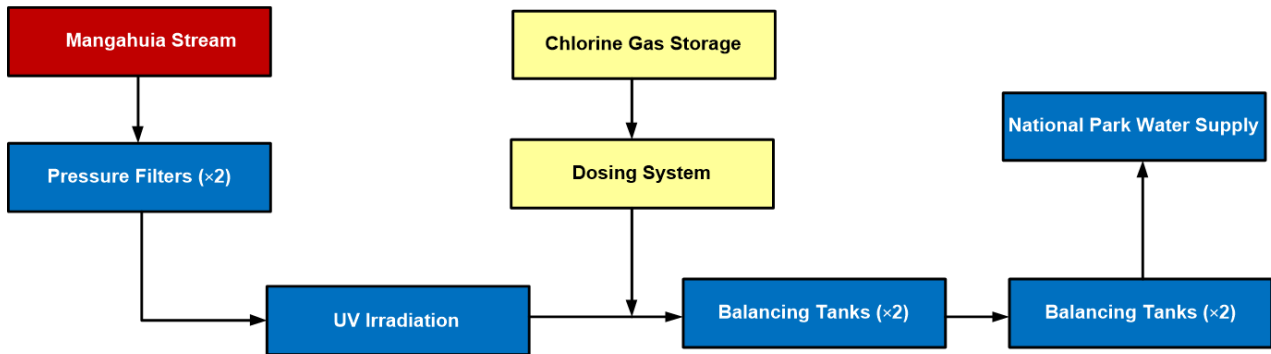 Mangahuia Stream
Chlorine Gas Storage
National Park Water Supply
Pressure Filters (×2)
Dosing System
UV Irradiation
Balancing Tanks (×2)
Balancing Tanks (×2)